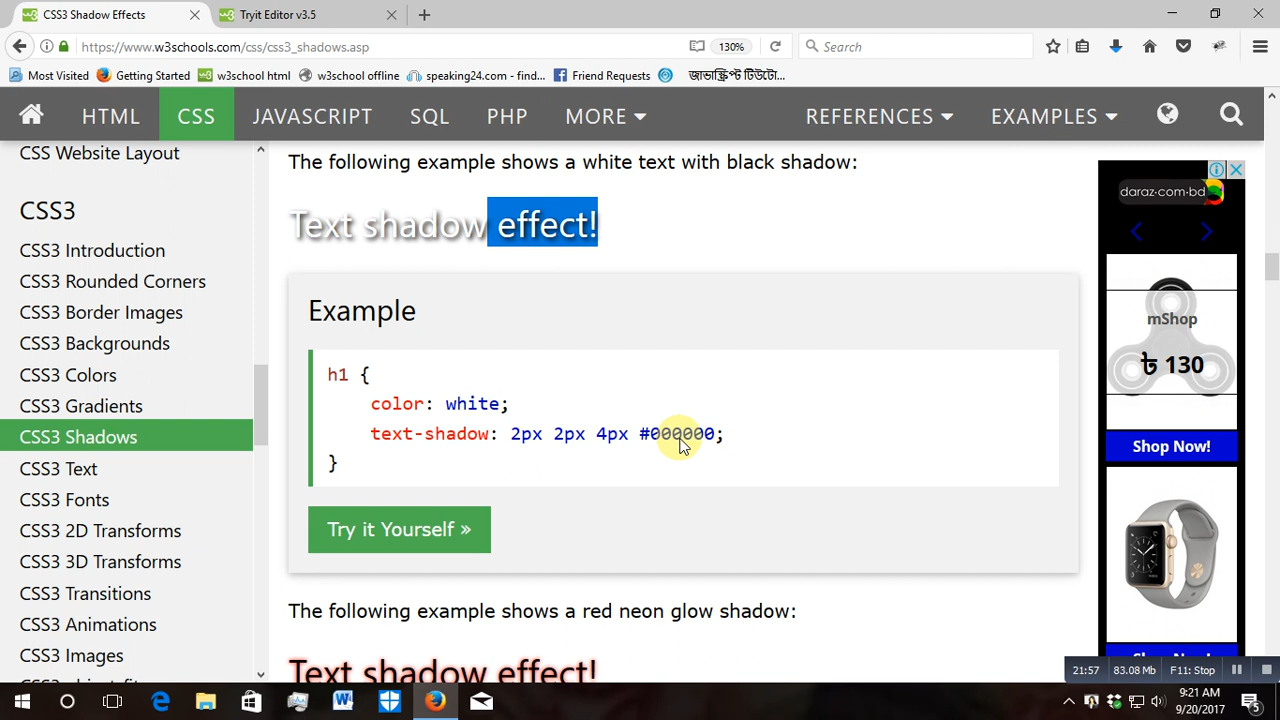 CSS3 Shadow Effects
Tryit Editor v3.5
https://www.w3schools.com/css/css3_shadows.asp
130%
Search
Most Visited
Getting Started
w3school html
w3school offline
speaking24.com - find...
Friend Requests
জাভাস্ক্রিপ্ট টিউটো...
HTML
CSS
JAVASCRIPT
SQL
PHP
MORE
REFERENCES
EXAMPLES
CSS Website Layout
CSS3
CSS3 Introduction
CSS3 Rounded Corners
CSS3 Border Images
CSS3 Backgrounds
CSS3 Colors
CSS3 Gradients
CSS3 Shadows
CSS3 Text
CSS3 Fonts
CSS3 2D Transforms
CSS3 3D Transforms
CSS3 Transitions
CSS3 Animations
CSS3 Images
The following example shows a white text with black shadow:
Text shadow effect!
Example
h1 {
color: white;
text-shadow: 2px 2px 4px #000000;
}
Try it Yourself »
The following example shows a red neon glow shadow:
Text shadow effect!
daraz.com.bd
mShop
৳ 130
Shop Now!
Shop Now!
21:57
83.08 Mb
F11: Stop
9:21 AM
9/20/2017
5